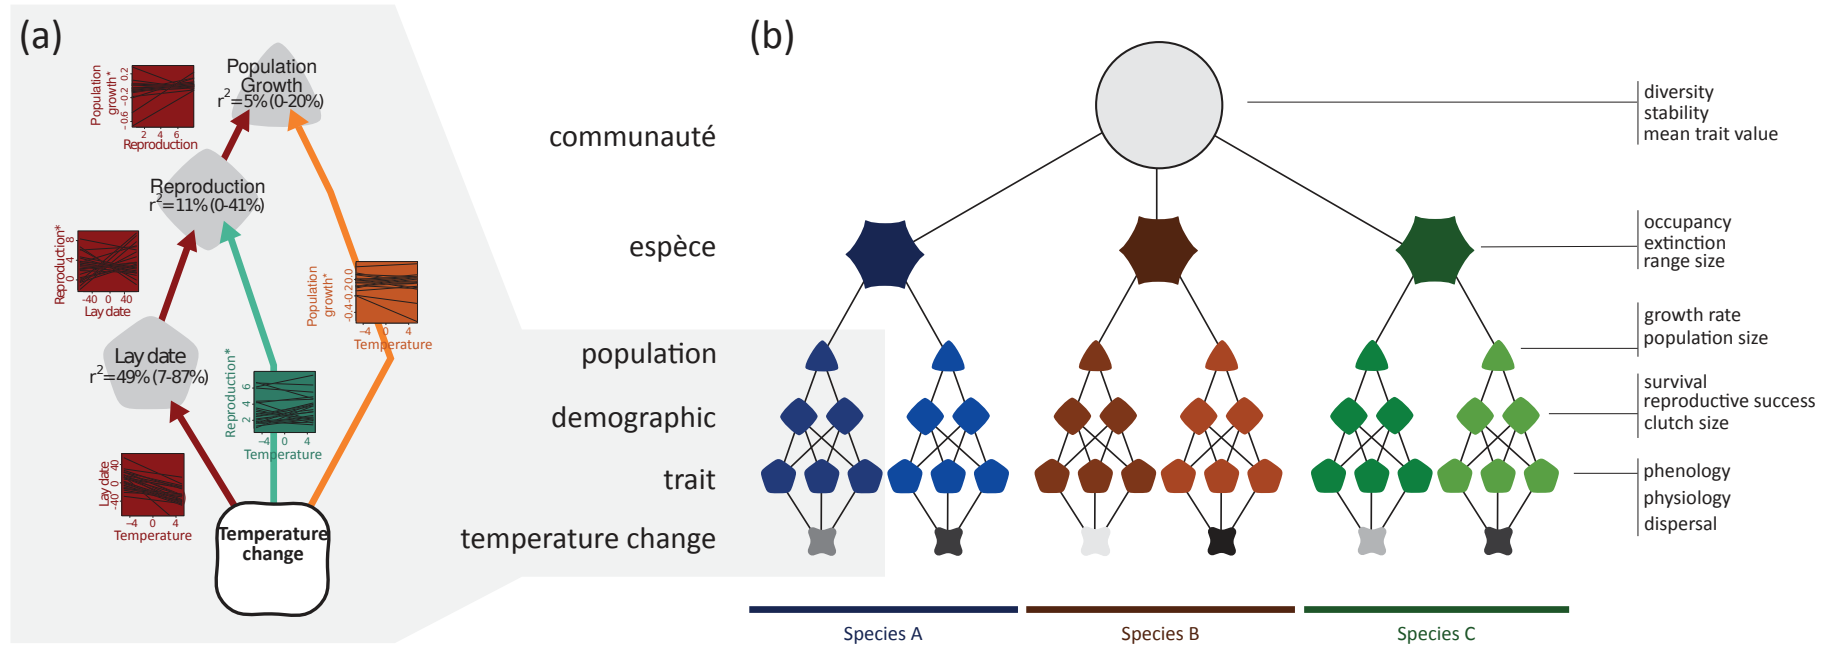 (a)
Population
Growth
r2=5% (0-20%)
Population
growth*
-0.6
-0.2
0.2
2 4 6
Reproduction
Reproduction
r2=11% (0-41%)
Reproduction*
0 4 8
-40 0 40
Lay date
Lay date
r2=49% (7-87%)
Population
growth*
-0.4 -0.2 0.0
-4 0 4
Temperature
Reproduction*
2 4 6
-4 0 4
Temperature
Lay date
-40 0 40
-4 0 4
Temperature
Temperature
change
(b)
communauté
espèce
population
demographic
trait
temperature change
diversity
stability
mean trait value
occupancy
extinction
range size
growth rate
population size
survival
reproductive success
clutch size
phenology
physiology
dispersal
Species A
Species B
Species C